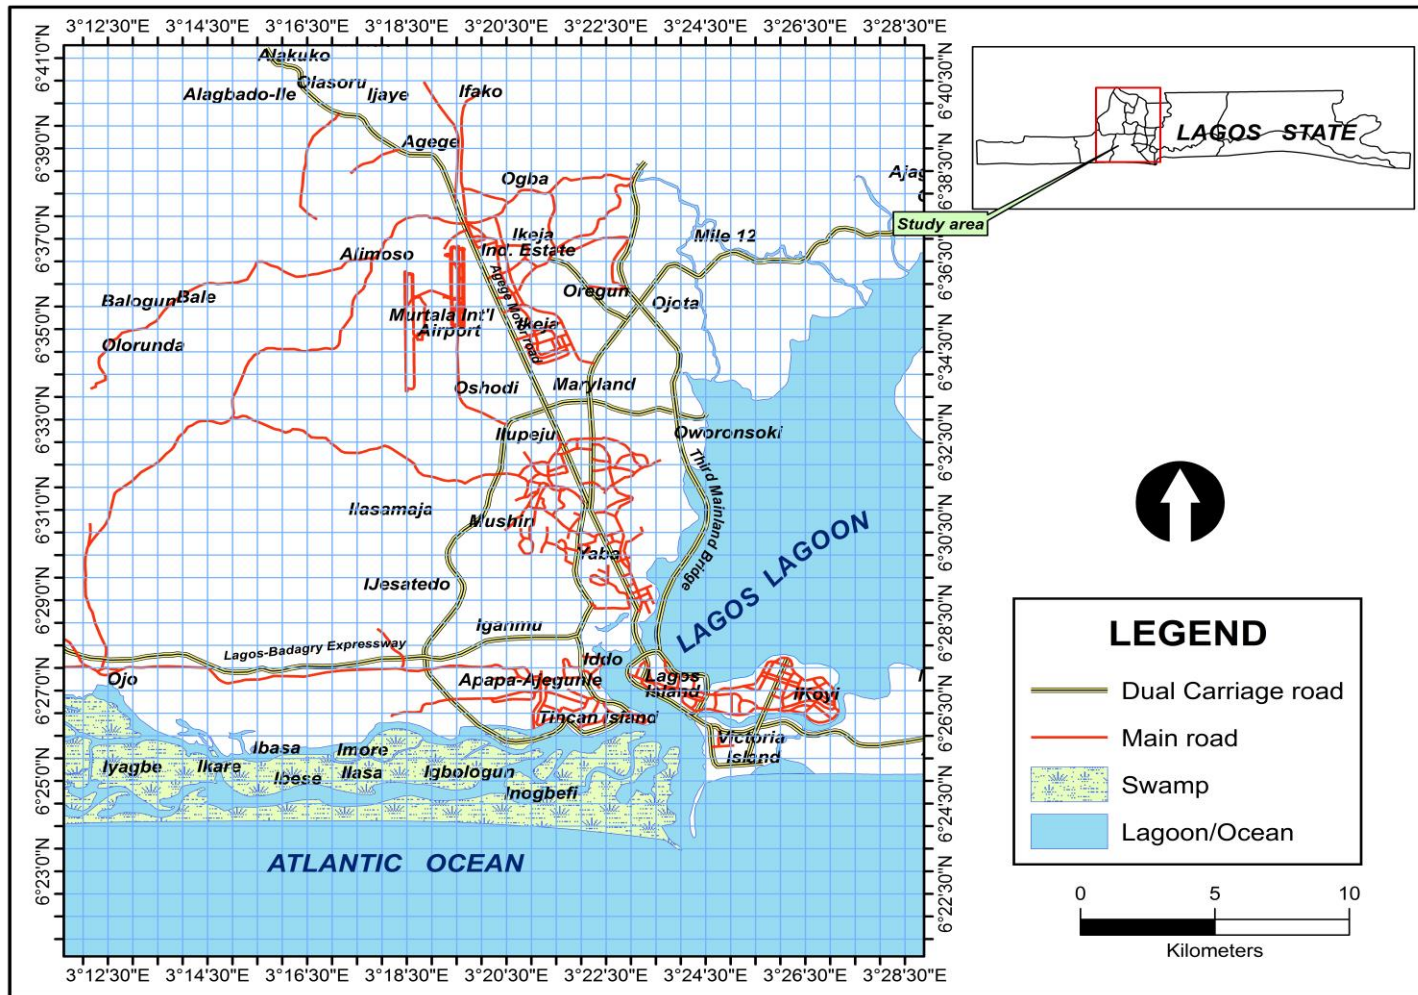 3°12'30"E 3°14'30"E 3°16'30"E 3°18'30"E 3°20'30"E 3°22'30"E 3°24'30"E 3°26'30"E 3°28'30"E
6°41'0"N
6°39'0"N
6°37'0"N
6°35'0"N
6°33'0"N
6°31'0"N
6°29'0"N
6°27'0"N
6°25'0"N
6°23'0"N
Alakuko
Olasoru
Alagbado-Ile
Ijaye
Ifako
Agege
Ogba
Ikeja
Ind. Estate
Mile 12
Alimoso
Agege Motor road
Oregun
Ojota
Balogun
Bale
Murtala Int'l
Airport
Ikeja
Olorunda
Oshodi
Maryland
Ilupeju
Oworonsoki
Third Mainland Bridge
Ilasamaja
Mushin
Yaba
LAGOS LAGOON
IJesatedo
Iganmu
Lagos-Badagry Expressway
Iddo
Ojo
Apapa-Ajegunle
Lagos
Island
IKoyi
Tincan Island
Victoria
Island
Ibasa
Imore
Iyagbe
Ikare
Ibese
Ilasa
Igbologun
Inogbefi
ATLANTIC OCEAN
6°40'30"N
6°38'30"N
6°36'30"N
6°34'30"N
6°32'30"N
6°30'30"N
6°28'30"N
6°26'30"N
6°24'30"N
6°22'30"N
3°12'30"E 3°14'30"E 3°16'30"E 3°18'30"E 3°20'30"E 3°22'30"E 3°24'30"E 3°26'30"E 3°28'30"E
LAGOS STATE
Study area
LEGEND
Dual Carriage road
Main road
Swamp
Lagoon/Ocean
0 5 10
Kilometers